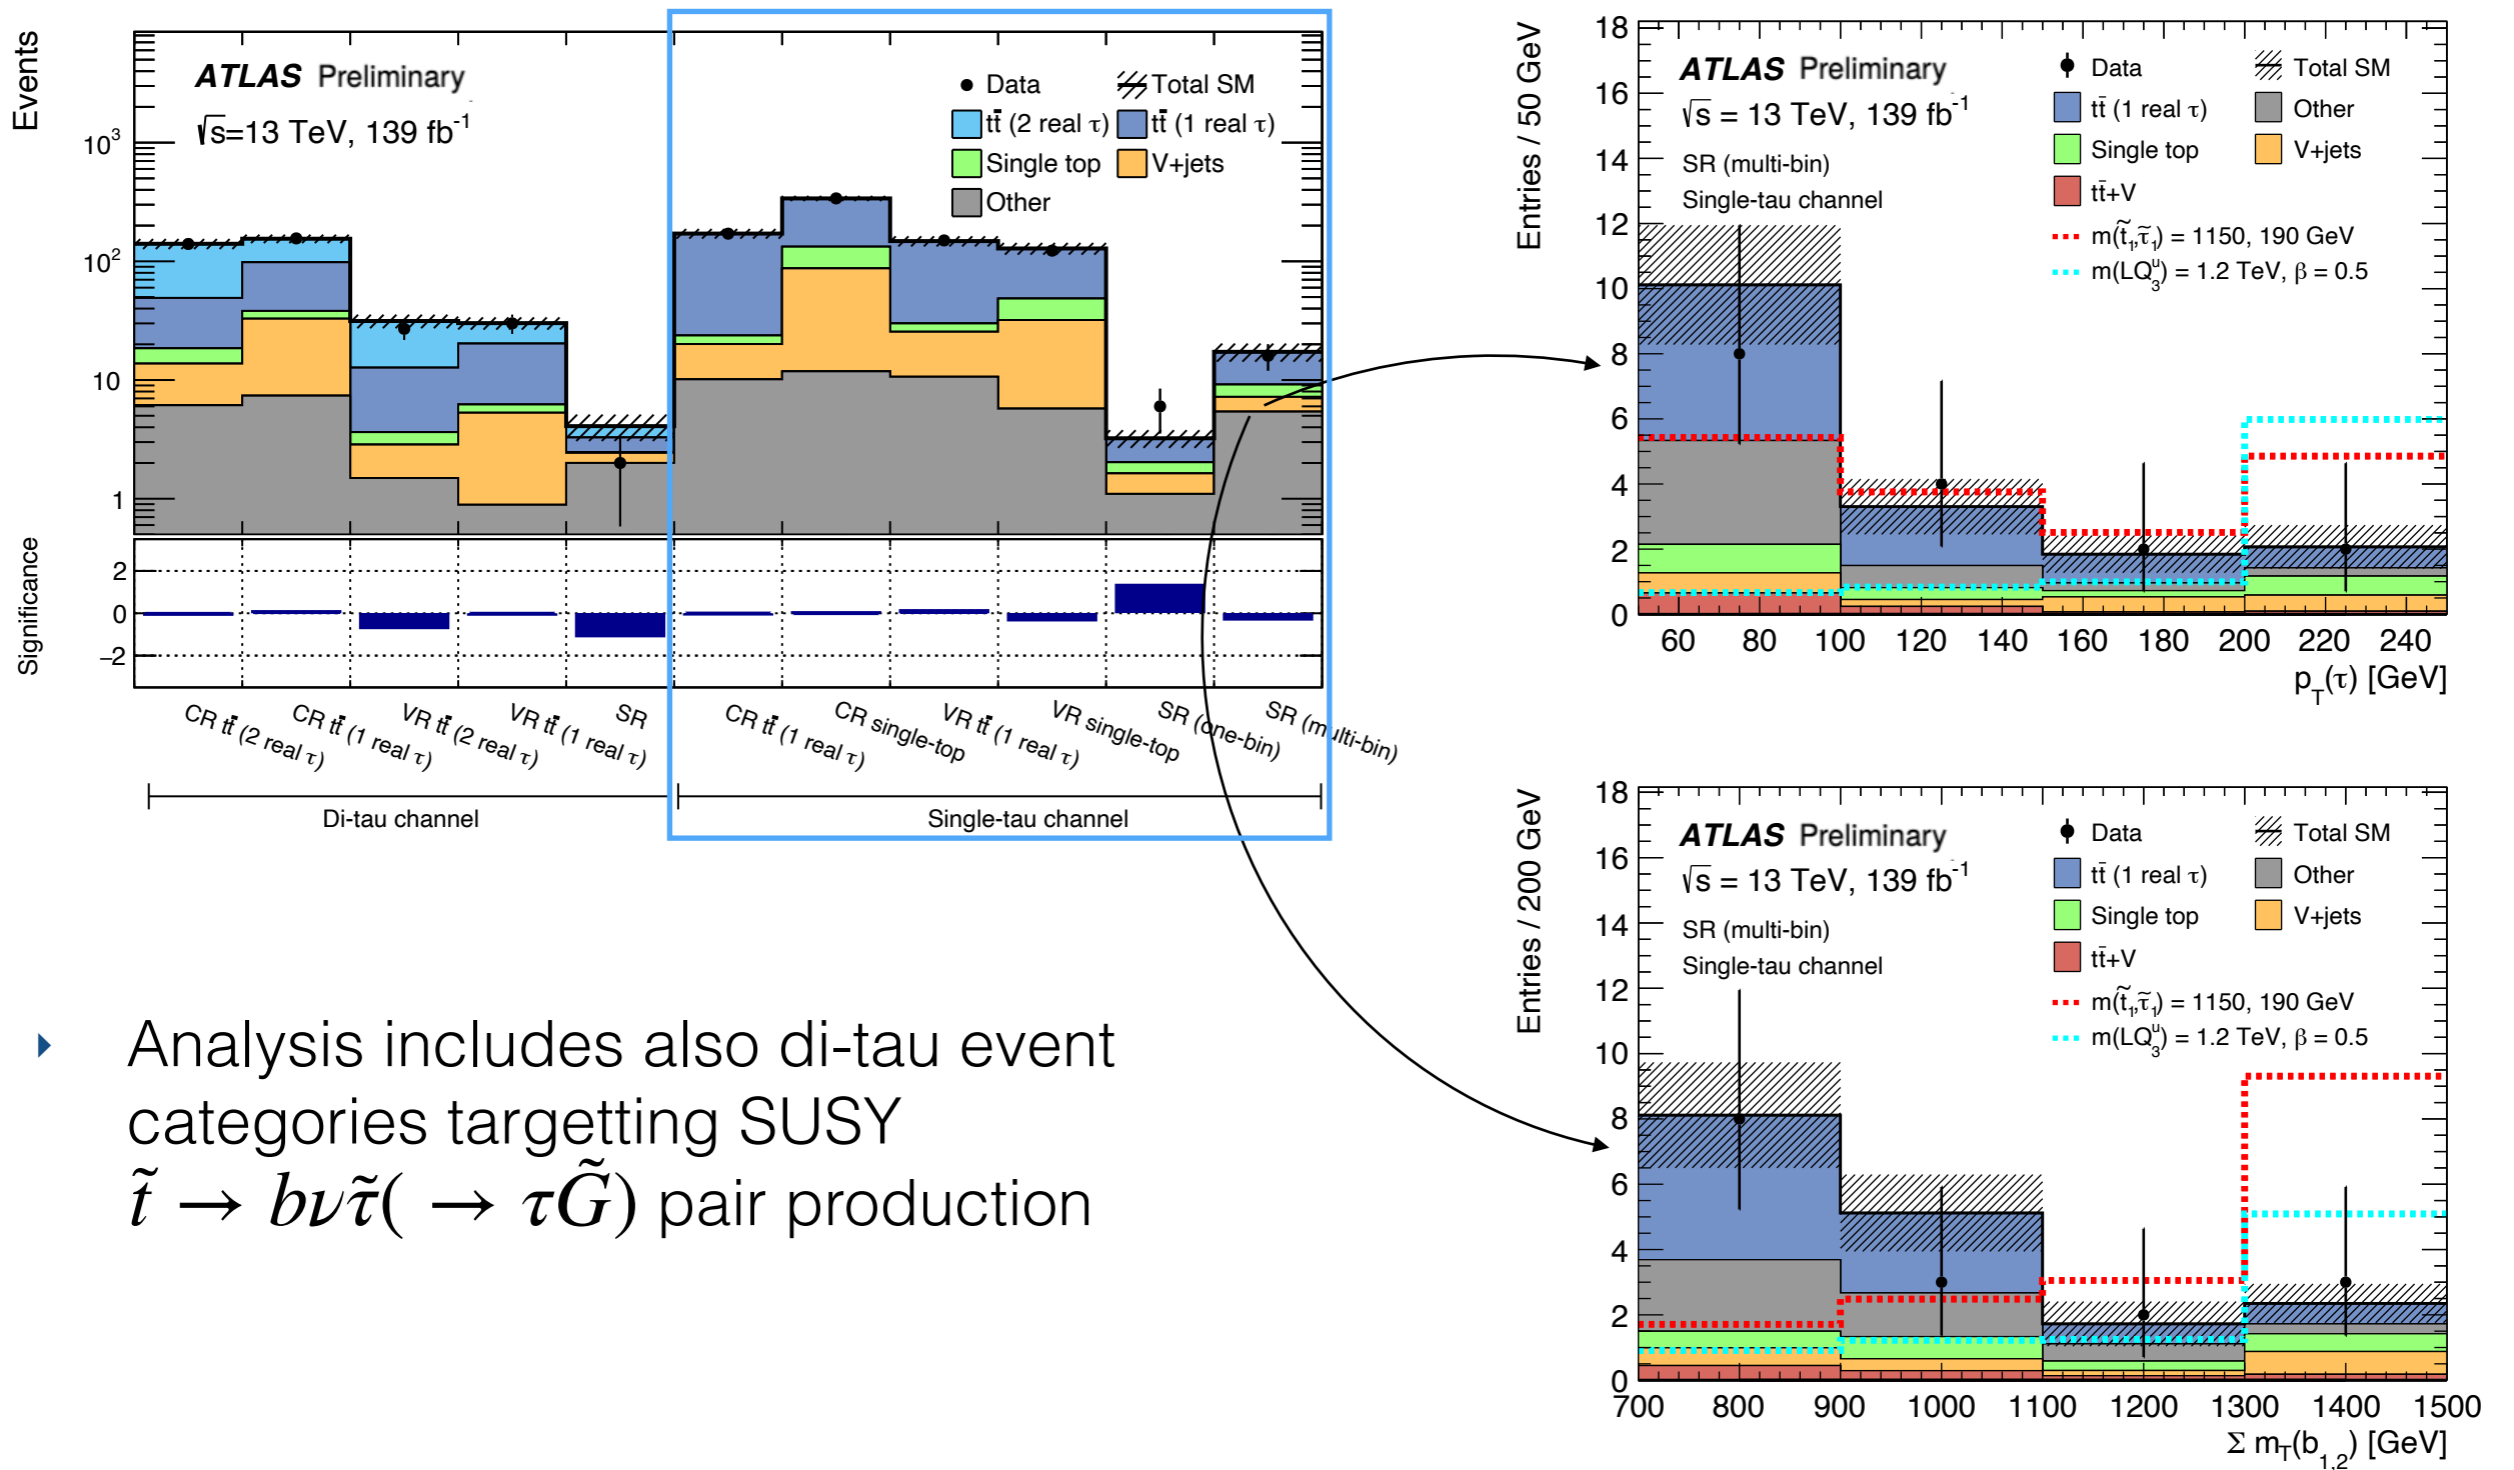 Events
ATLAS Preliminary
√s=13 TeV, 139 fb⁻¹
Data
Total SM
tt̄ (2 real τ)
tt̄ (1 real τ)
Single top
V+jets
Other
10³
10²
10
1
Significance
2
0
−2
CR tt̄ (2 real τ)
CR tt̄ (1 real τ)
VR tt̄ (2 real τ)
VR tt̄ (1 real τ)
SR
CR tt̄ (1 real τ)
CR single-top
VR tt̄ (1 real τ)
VR single-top
SR (one-bin)
SR (multi-bin)
Di-tau channel
Single-tau channel
Entries / 50 GeV
18
16
14
12
10
8
6
4
2
0
ATLAS Preliminary
√s = 13 TeV, 139 fb⁻¹
SR (multi-bin)
Single-tau channel
Data
Total SM
tt̄ (1 real τ)
Other
Single top
V+jets
tt̄+V
m(t̃₁,τ̃₁) = 1150, 190 GeV
m(LQ₃ᵘ) = 1.2 TeV, β = 0.5
60 80 100 120 140 160 180 200 220 240
p_T(τ) [GeV]
Entries / 200 GeV
18
16
14
12
10
8
6
4
2
0
ATLAS Preliminary
√s = 13 TeV, 139 fb⁻¹
SR (multi-bin)
Single-tau channel
Data
Total SM
tt̄ (1 real τ)
Other
Single top
V+jets
tt̄+V
m(t̃₁,τ̃₁) = 1150, 190 GeV
m(LQ₃ᵘ) = 1.2 TeV, β = 0.5
700 800 900 1000 1100 1200 1300 1400 1500
Σ m_T(b₁,₂) [GeV]
Analysis includes also di-tau event
categories targetting SUSY
t̃ → bντ̃( → τG̃) pair production